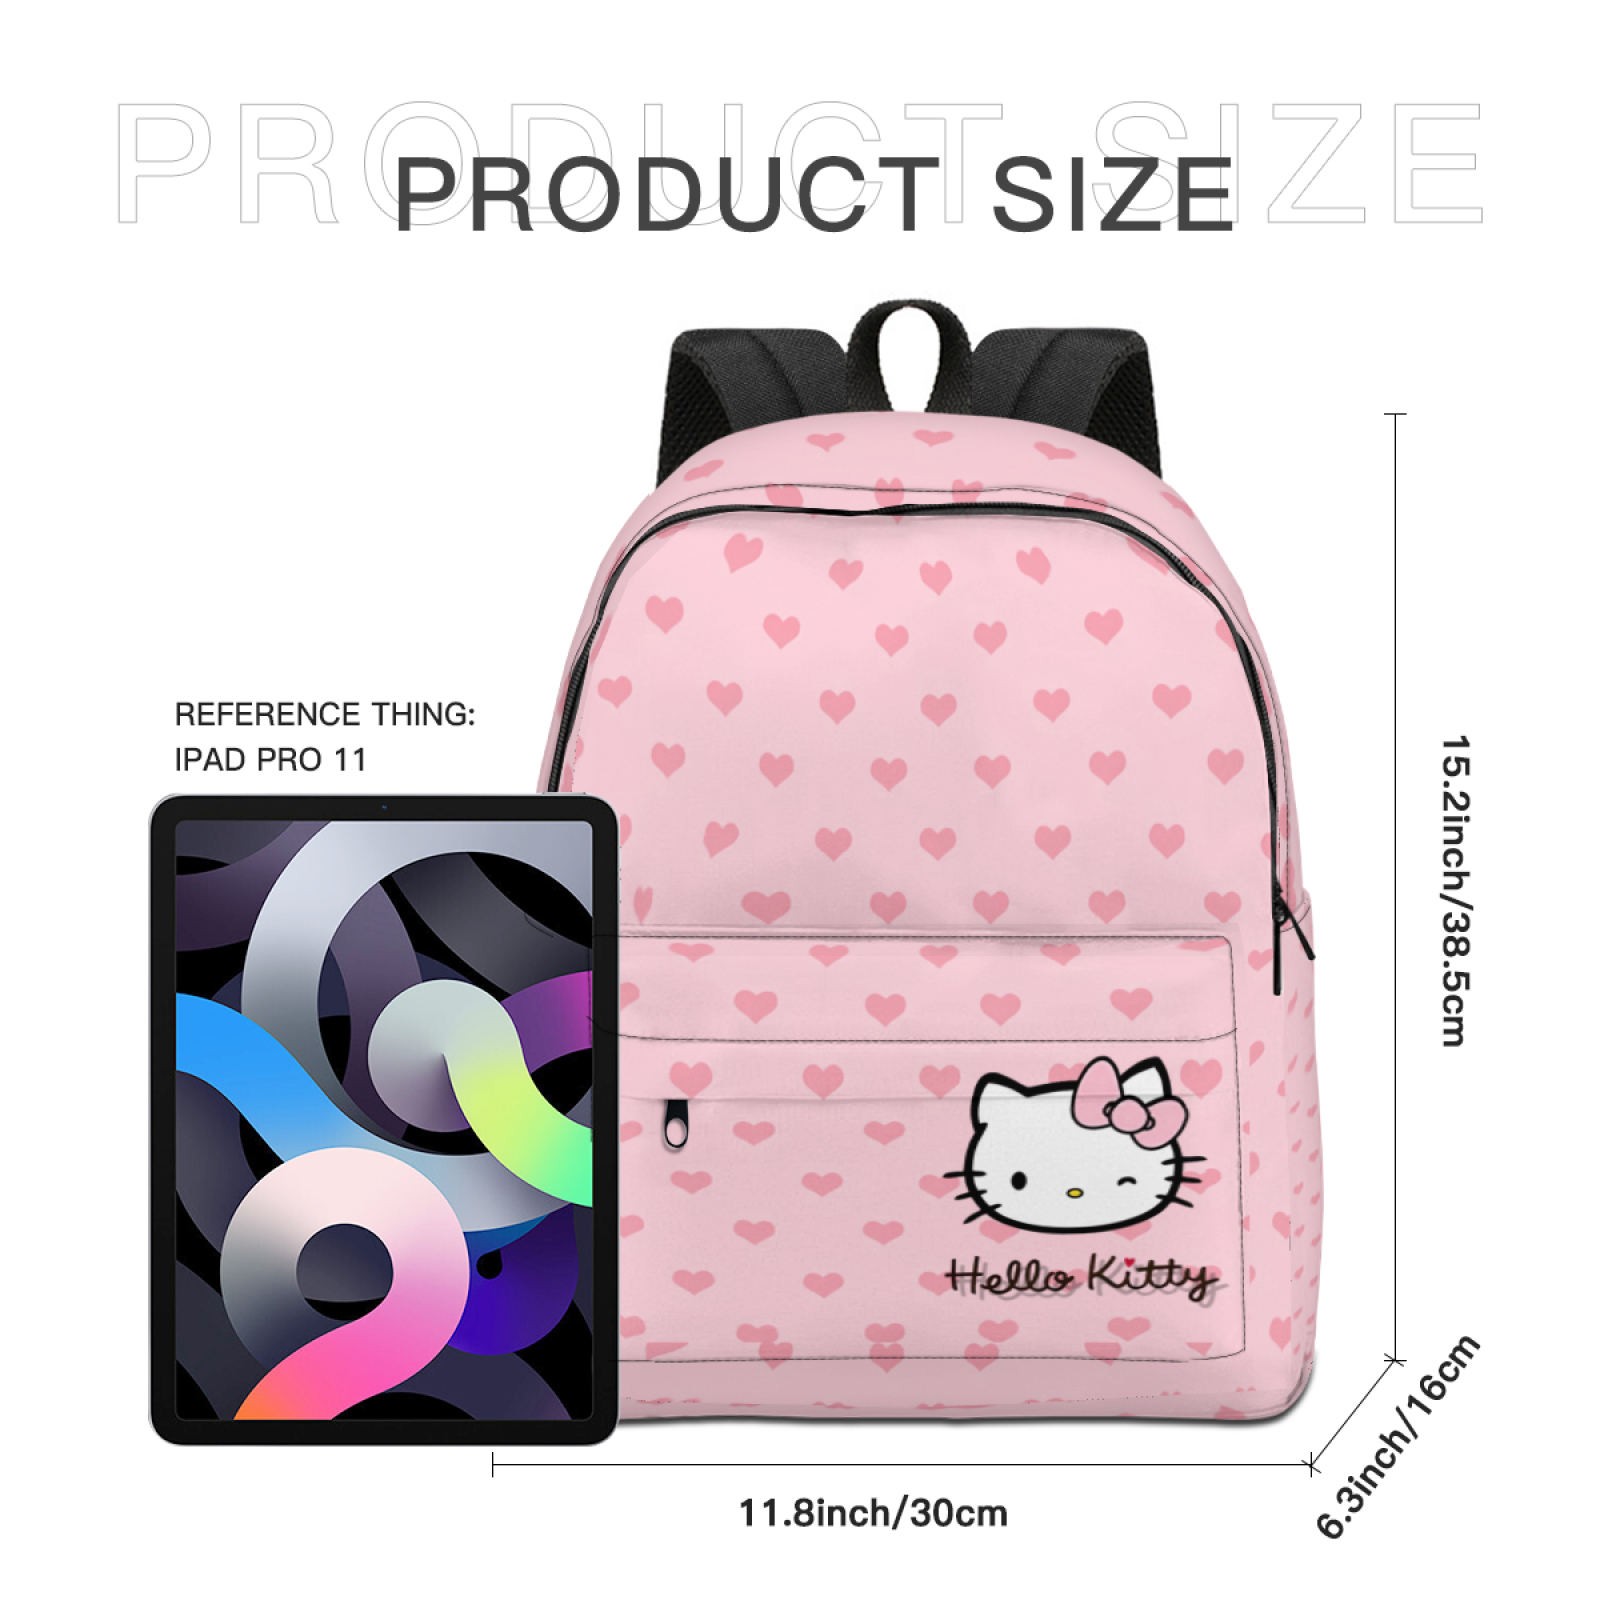 PRODUCT SIZE
PRODUCT SIZE
REFERENCE THING:
IPAD PRO 11
15.2inch/38.5cm
Hello Kitty
6.3inch/16cm
11.8inch/30cm